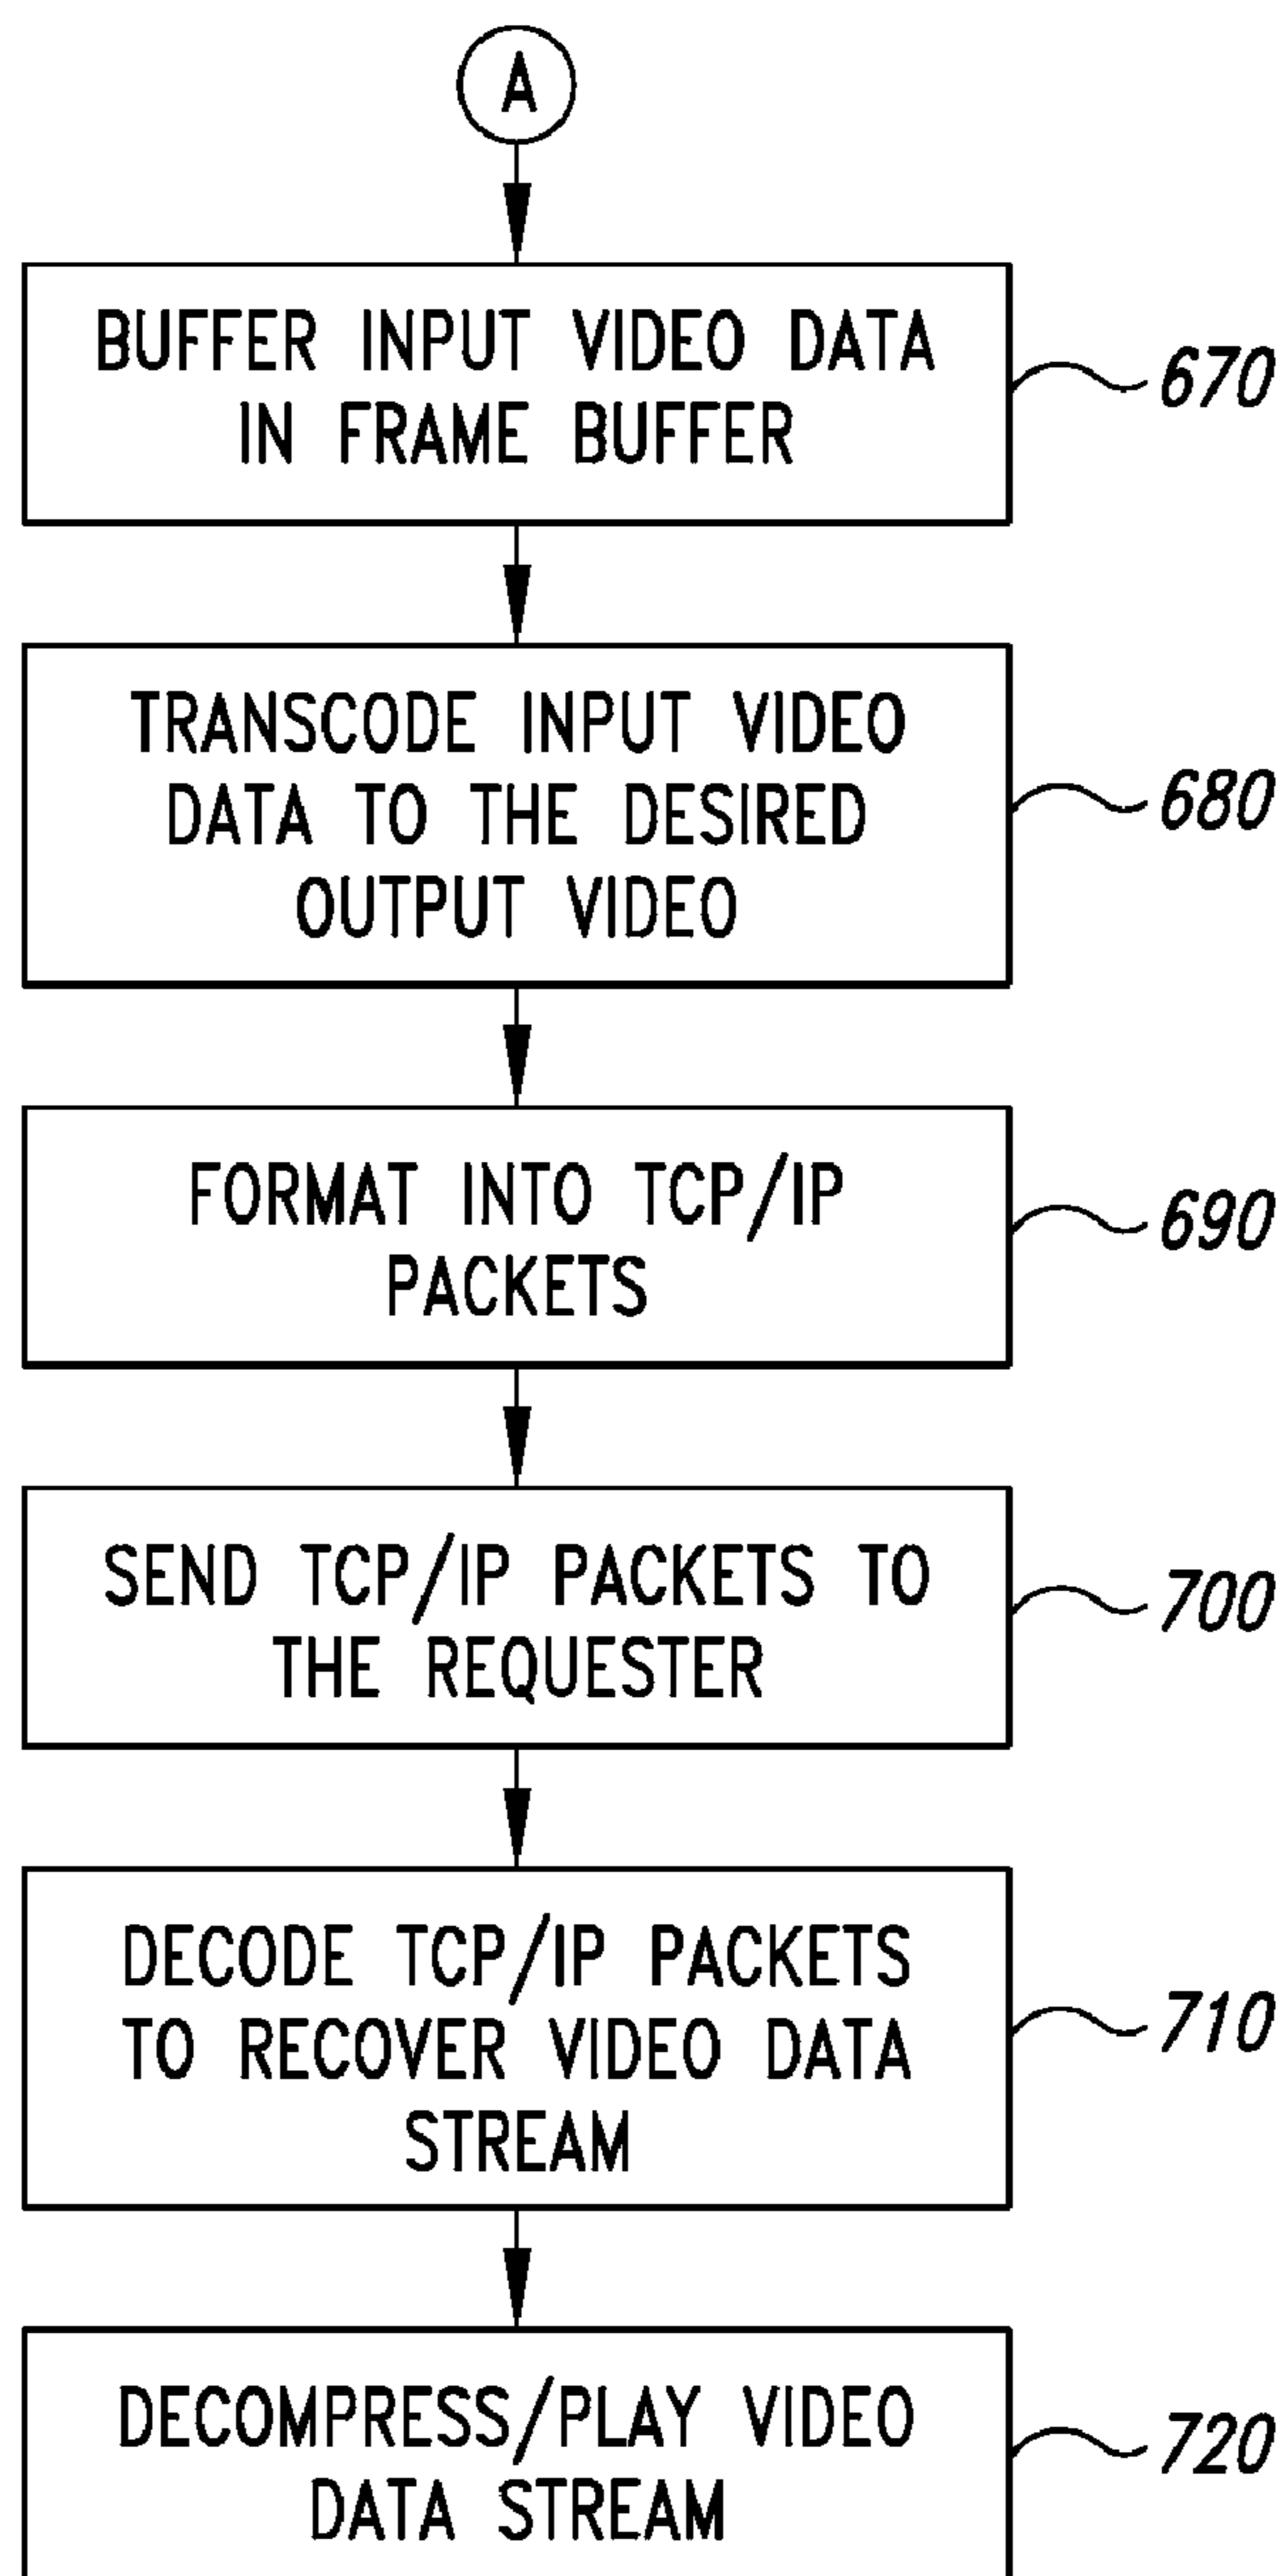 A
BUFFER INPUT VIDEO DATA
IN FRAME BUFFER
670
TRANSCODE INPUT VIDEO
DATA TO THE DESIRED
OUTPUT VIDEO
680
FORMAT INTO TCP/IP
PACKETS
690
SEND TCP/IP PACKETS TO
THE REQUESTER
700
DECODE TCP/IP PACKETS
TO RECOVER VIDEO DATA
STREAM
710
DECOMPRESS/PLAY VIDEO
DATA STREAM
720